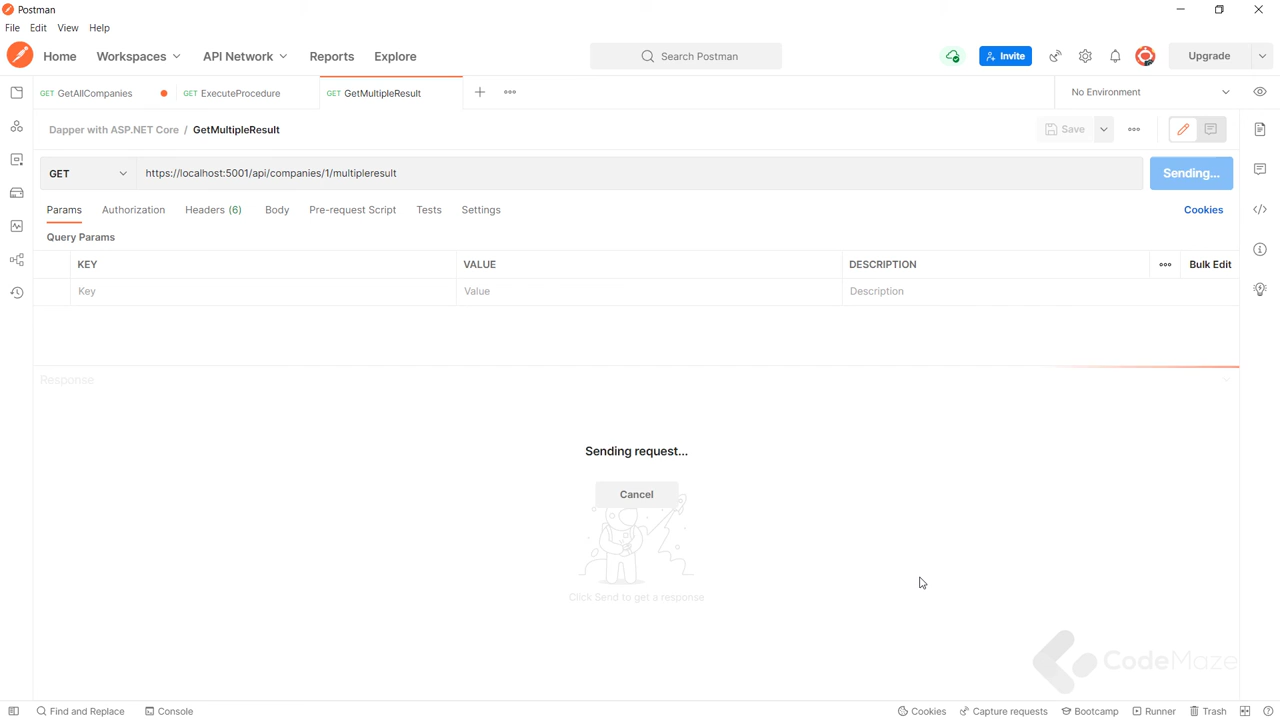 Postman
File Edit View Help
Home Workspaces API Network Reports Explore Search Postman Invite Upgrade
GET GetAllCompanies GET ExecuteProcedure GET GetMultipleResult No Environment
Dapper with ASP.NET Core / GetMultipleResult Save
GET https://localhost:5001/api/companies/1/multipleresult Sending...
Params Authorization Headers (6) Body Pre-request Script Tests Settings Cookies
Query Params
KEY VALUE DESCRIPTION Bulk Edit
Key Value Description
Response
Sending request...
Cancel
Click Send to get a response
CodeMaze
Find and Replace Console Cookies Capture requests Bootcamp Runner Trash